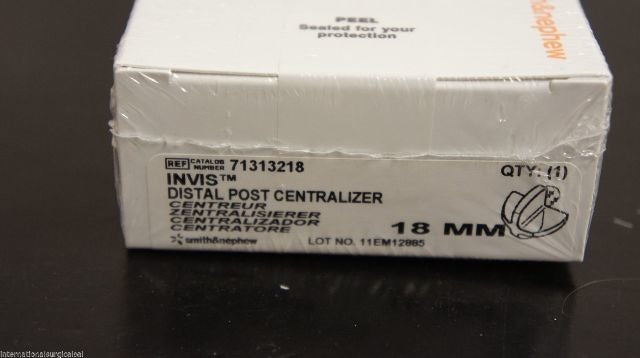 PEEL
Sealed for your
protection
&nephew
REF CATALOG NUMBER 71313218
QTY: (1)
INVIS™
DISTAL POST CENTRALIZER
CENTREUR
ZENTRALISIERER
CENTRALIZADOR
CENTRATORE
18 MM
smith&nephew
LOT NO. 11EM12885
internationalsurgicalcal